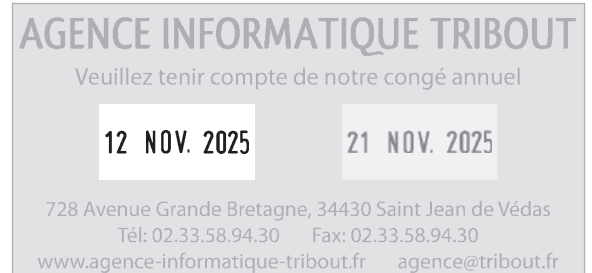 AGENCE INFORMATIQUE TRIBOUT
Veuillez tenir compte de notre congé annuel
12 NOV. 2025 21 NOV. 2025
728 Avenue Grande Bretagne, 34430 Saint Jean de Védas
Tél: 02.33.58.94.30 Fax: 02.33.58.94.30
www.agence-informatique-tribout.fr agence@tribout.fr